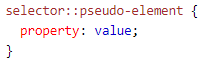 selector::pseudo-element {
  property: value;
}